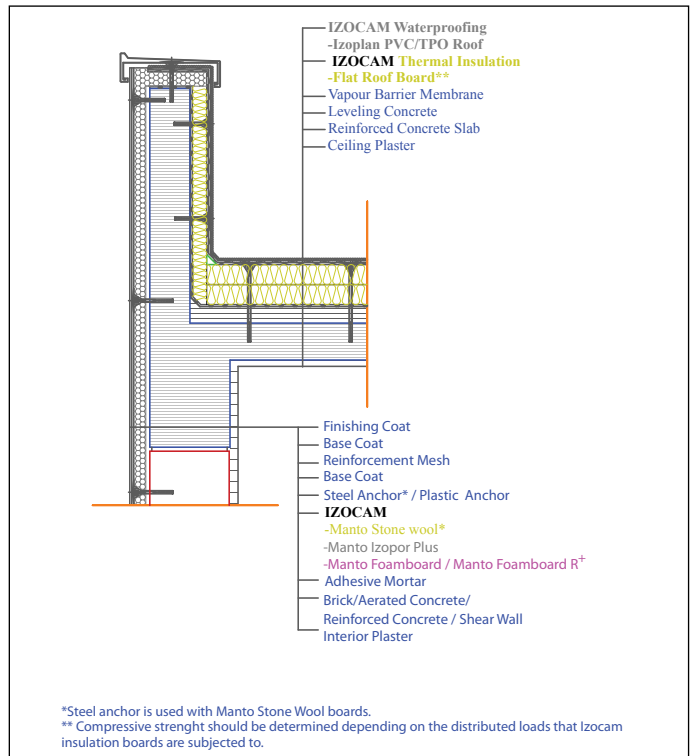 IZOCAM Waterproofing
-Izoplan PVC/TPO Roof
IZOCAM Thermal Insulation
-Flat Roof Board**
Vapour Barrier Membrane
Leveling Concrete
Reinforced Concrete Slab
Ceiling Plaster
Finishing Coat
Base Coat
Reinforcement Mesh
Base Coat
Steel Anchor* / Plastic Anchor
IZOCAM
-Manto Stone wool*
-Manto Izopor Plus
-Manto Foamboard / Manto Foamboard R+
Adhesive Mortar
Brick/Aerated Concrete/
Reinforced Concrete / Shear Wall
Interior Plaster
*Steel anchor is used with Manto Stone Wool boards.
** Compressive strenght should be determined depending on the distributed loads that Izocam
insulation boards are subjected to.